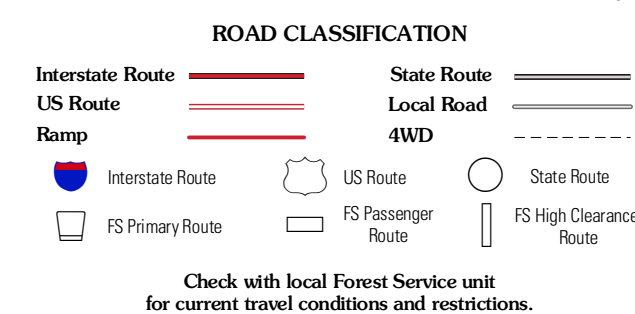 ROAD CLASSIFICATION
Interstate Route
State Route
US Route
Local Road
Ramp
4WD
Interstate Route
US Route
State Route
FS Primary Route
FS Passenger
Route
FS High Clearance
Route
Check with local Forest Service unit
for current travel conditions and restrictions.